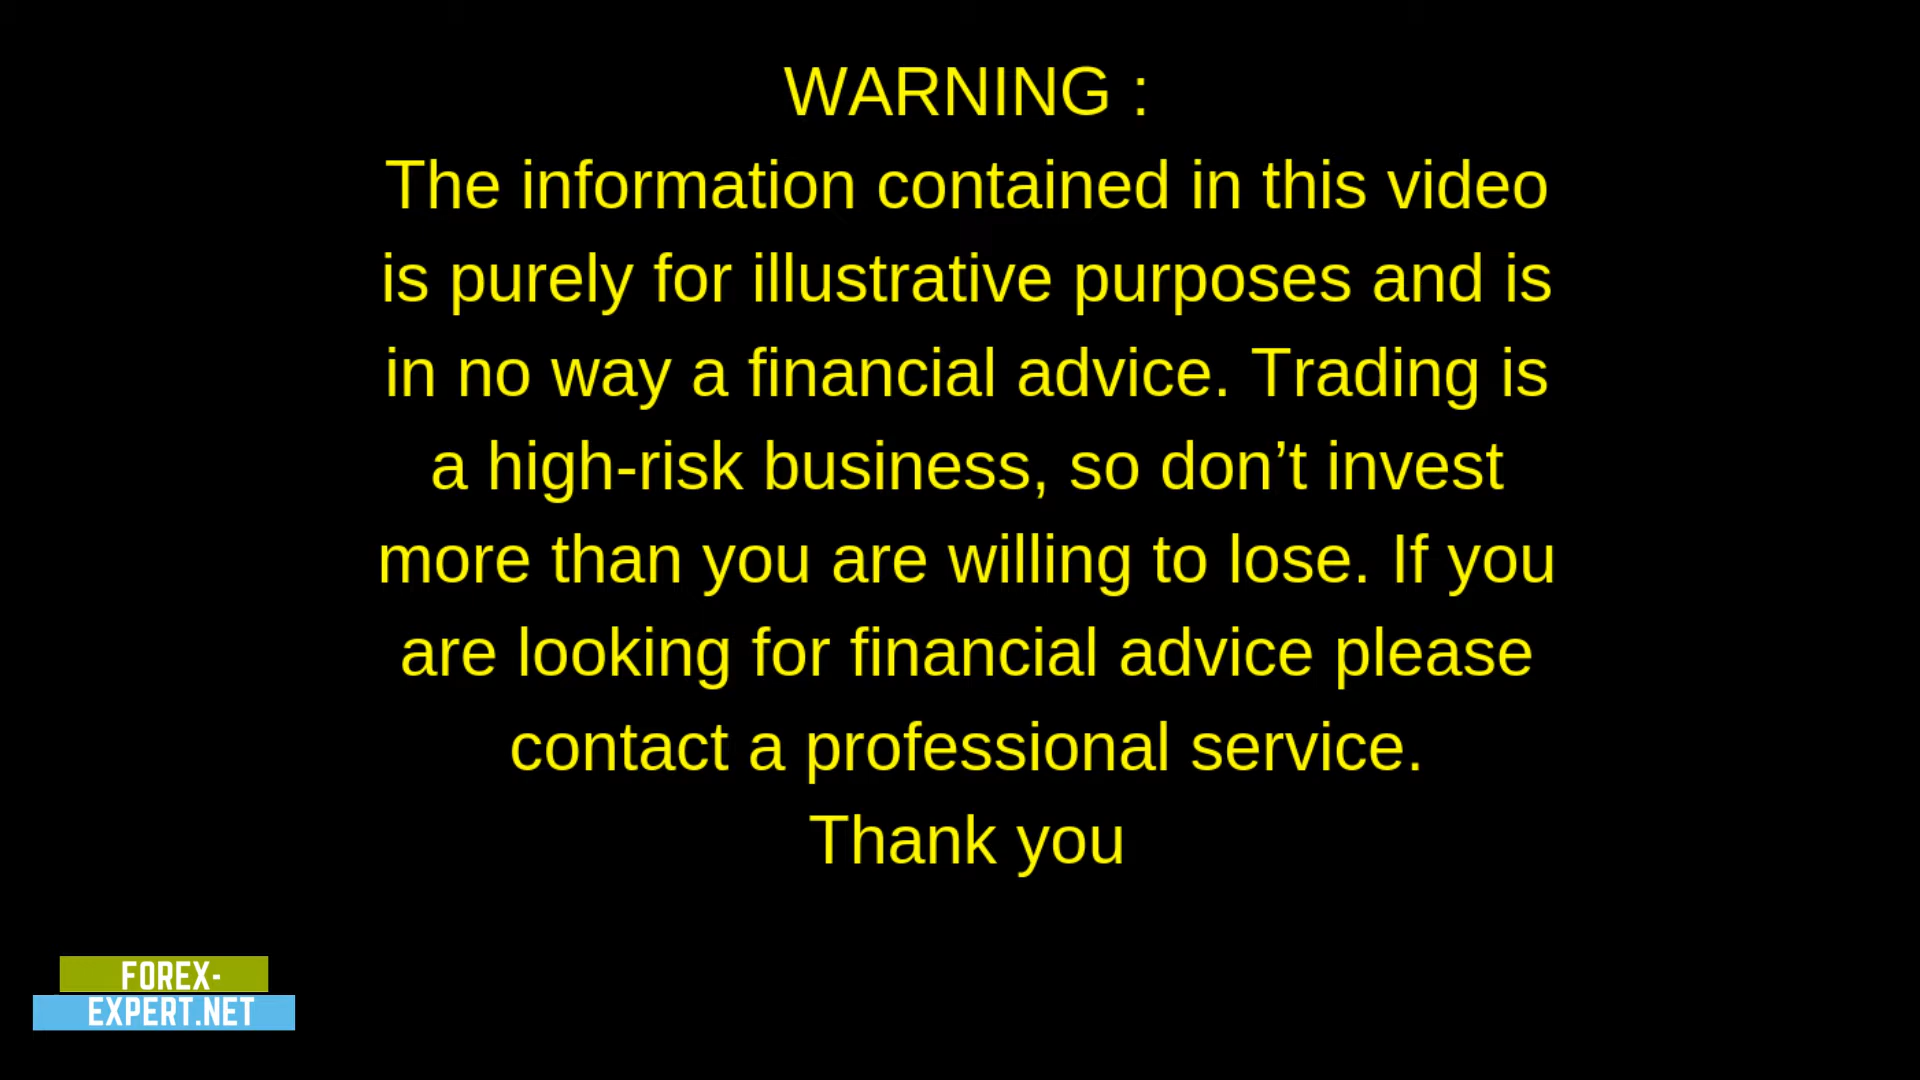 WARNING :
The information contained in this video
is purely for illustrative purposes and is
in no way a financial advice. Trading is
a high-risk business, so don’t invest
more than you are willing to lose. If you
are looking for financial advice please
contact a professional service.
Thank you
FOREX-
EXPERT.NET